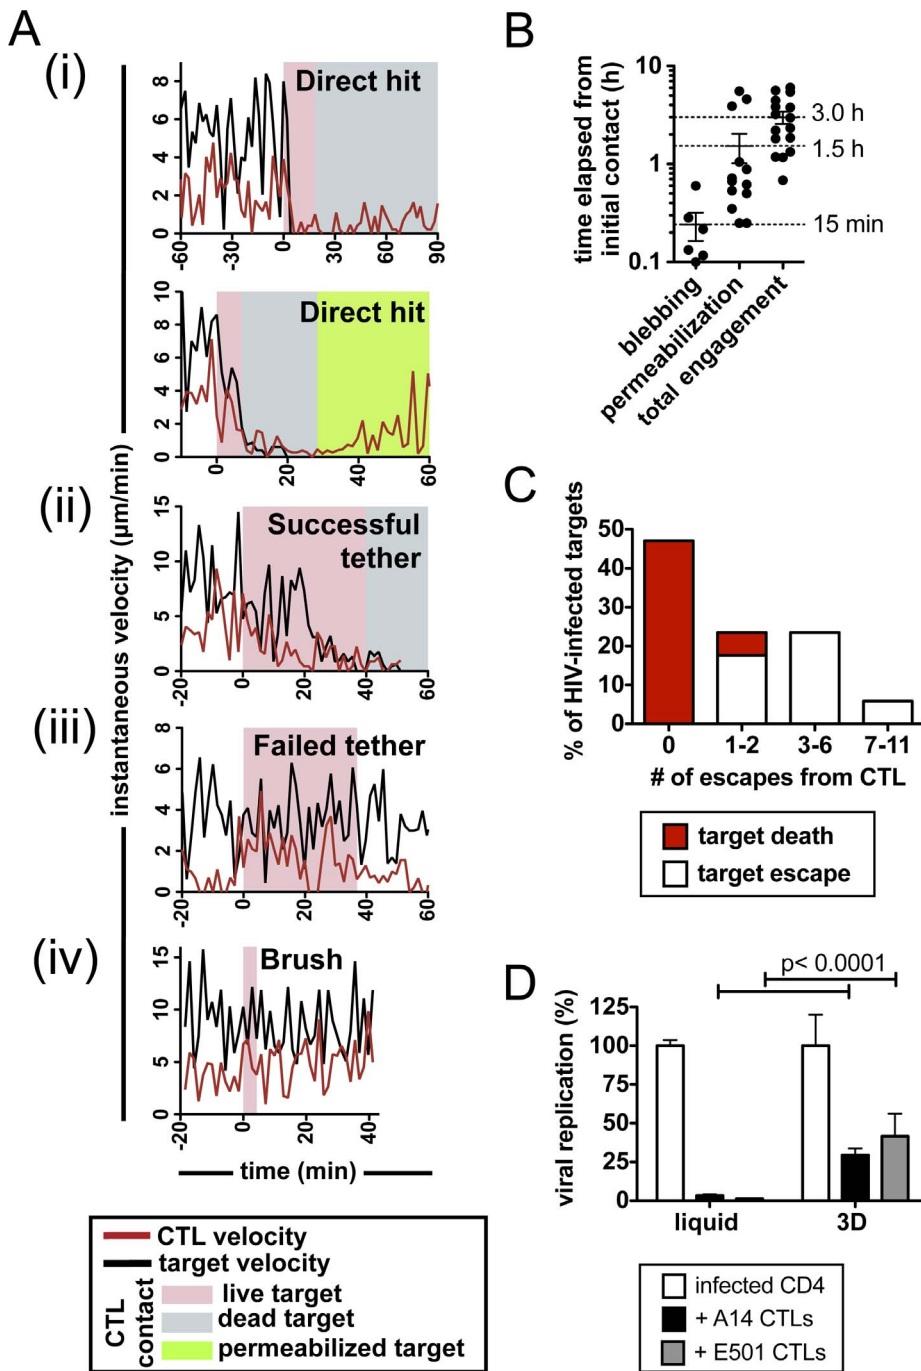 A
(i)
Direct hit
8
6
4
2
0
-60
-30
0
30
60
90
Direct hit
10
8
6
4
2
0
0
20
40
60
(ii)
Successful
tether
15
10
5
0
-20
0
20
40
60
(iii)
Failed tether
8
6
4
2
0
-20
0
20
40
60
(iv)
Brush
15
10
5
0
-20
0
20
40
instantaneous velocity (µm/min)
time (min)
CTL velocity
target velocity
CTL
contact
live target
dead target
permeabilized target
B
time elapsed from
initial contact (h)
10
1
0.1
3.0 h
1.5 h
15 min
blebbing
permeabilization
total engagement
C
% of HIV-infected targets
50
40
30
20
10
0
0
1-2
3-6
7-11
# of escapes from CTL
target death
target escape
D
p< 0.0001
viral replication (%)
125
100
75
50
25
0
liquid
3D
infected CD4
+ A14 CTLs
+ E501 CTLs